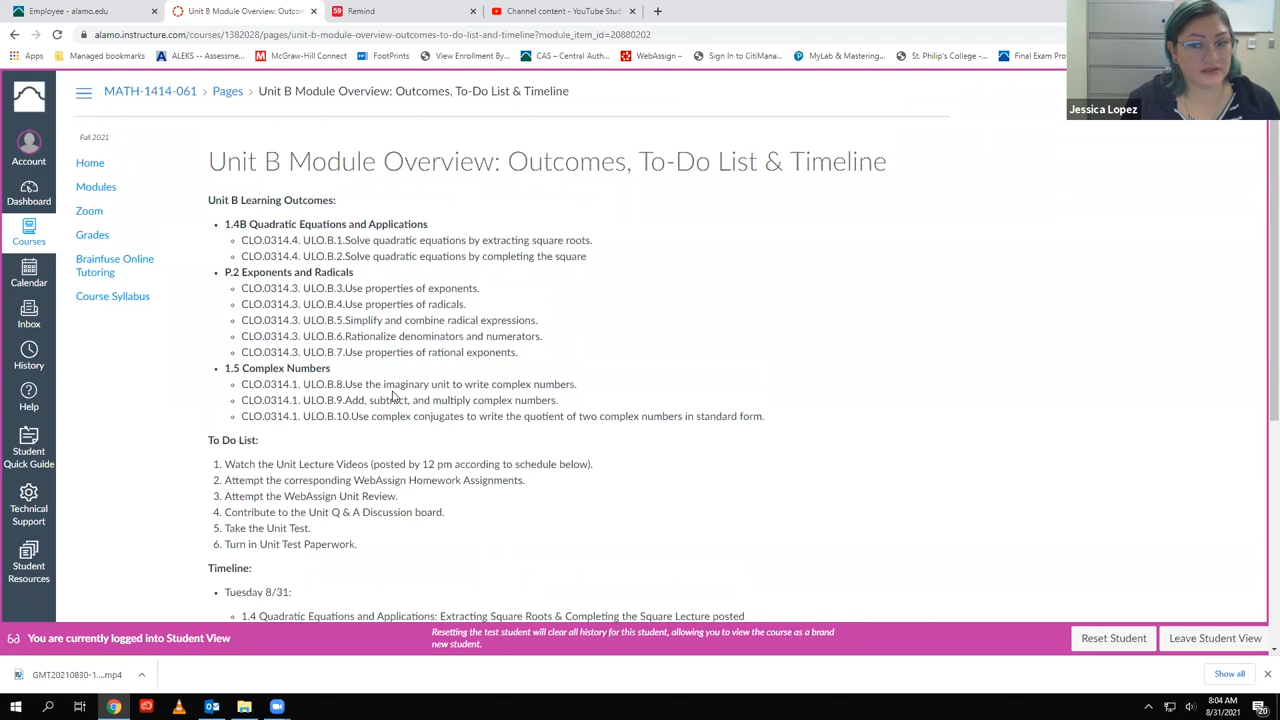 Employee - alamo.edu
Unit B Module Overview: Outcom
59 Remind
Channel content - YouTube Stud
alamo.instructure.com/courses/1382028/pages/unit-b-module-overview-outcomes-to-do-list-and-timeline?module_item_id=20880202
Apps
Managed bookmarks
ALEKS -- Assessme...
McGraw-Hill Connect
FootPrints
View Enrollment By...
CAS – Central Auth...
WebAssign –
Sign In to CitiMana...
MyLab & Mastering...
St. Philip's College -...
Final Exam Pro
Jessica Lopez
MATH-1414-061 › Pages › Unit B Module Overview: Outcomes, To-Do List & Timeline
Account
Dashboard
Courses
Calendar
Inbox
History
Help
Student
Quick Guide
Technical
Support
Student
Resources
Fall 2021
Home
Modules
Zoom
Grades
Brainfuse Online
Tutoring
Course Syllabus
Unit B Module Overview: Outcomes, To-Do List & Timeline
Unit B Learning Outcomes:
• 1.4B Quadratic Equations and Applications
◦ CLO.0314.4. ULO.B.1.Solve quadratic equations by extracting square roots.
◦ CLO.0314.4. ULO.B.2.Solve quadratic equations by completing the square
• P.2 Exponents and Radicals
◦ CLO.0314.3. ULO.B.3.Use properties of exponents.
◦ CLO.0314.3. ULO.B.4.Use properties of radicals.
◦ CLO.0314.3. ULO.B.5.Simplify and combine radical expressions.
◦ CLO.0314.3. ULO.B.6.Rationalize denominators and numerators.
◦ CLO.0314.3. ULO.B.7.Use properties of rational exponents.
• 1.5 Complex Numbers
◦ CLO.0314.1. ULO.B.8.Use the imaginary unit to write complex numbers.
◦ CLO.0314.1. ULO.B.9.Add, subtract, and multiply complex numbers.
◦ CLO.0314.1. ULO.B.10.Use complex conjugates to write the quotient of two complex numbers in standard form.
To Do List:
1. Watch the Unit Lecture Videos (posted by 12 pm according to schedule below).
2. Attempt the corresponding WebAssign Homework Assignments.
3. Attempt the WebAssign Unit Review.
4. Contribute to the Unit Q & A Discussion board.
5. Take the Unit Test.
6. Turn in Unit Test Paperwork.
Timeline:
• Tuesday 8/31:
◦ 1.4 Quadratic Equations and Applications: Extracting Square Roots & Completing the Square Lecture posted
You are currently logged into Student View
Resetting the test student will clear all history for this student, allowing you to view the course as a brand
new student.
Reset Student
Leave Student View
GMT20210830-1....mp4
Show all
8:04 AM
8/31/2021
20